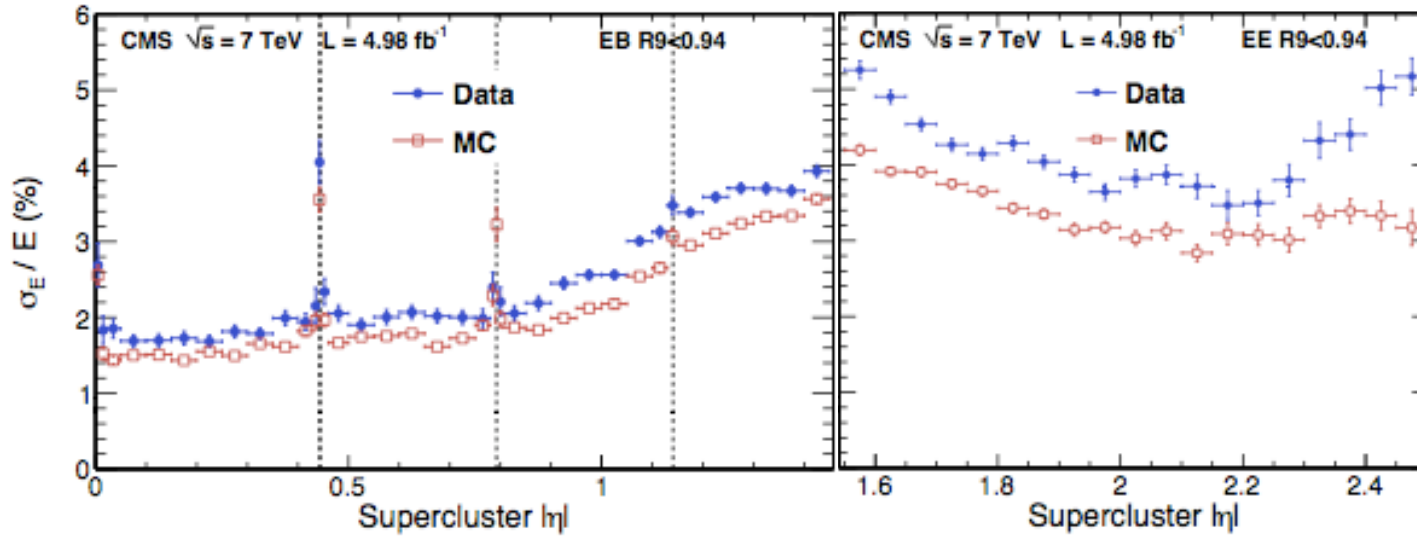 CMS √s = 7 TeV L = 4.98 fb⁻¹ EB R9<0.94
Data
MC
σE / E (%)
6
5
4
3
2
1
0
0 0.5 1
Supercluster |η|
CMS √s = 7 TeV L = 4.98 fb⁻¹ EE R9<0.94
Data
MC
1.6 1.8 2 2.2 2.4
Supercluster |η|